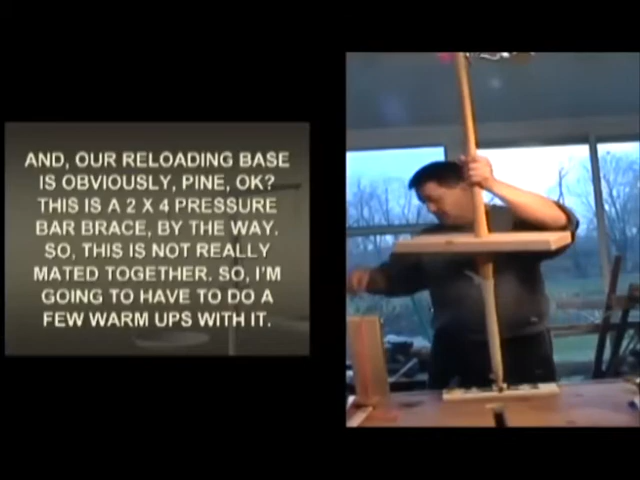 AND, OUR RELOADING BASE
IS OBVIOUSLY, PINE, OK?
THIS IS A 2 X 4 PRESSURE
BAR BRACE, BY THE WAY.
SO, THIS IS NOT REALLY
MATED TOGETHER. SO, I'M
GOING TO HAVE TO DO A
FEW WARM UPS WITH IT.